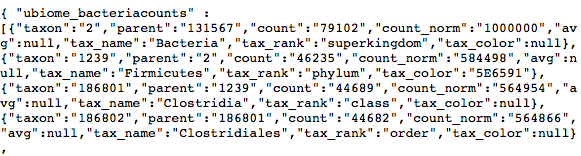 { "ubiome_bacteriacounts" :
[{"taxon":"2","parent":"131567","count":"79102","count_norm":"1000000","av
g":null,"tax_name":"Bacteria","tax_rank":"superkingdom","tax_color":null},
{"taxon":"1239","parent":"2","count":"46235","count_norm":"584498","avg":n
ull,"tax_name":"Firmicutes","tax_rank":"phylum","tax_color":"5E6591"},
{"taxon":"186801","parent":"1239","count":"44689","count_norm":"564954","a
vg":null,"tax_name":"Clostridia","tax_rank":"class","tax_color":null},
{"taxon":"186802","parent":"186801","count":"44682","count_norm":"564866",
"avg":null,"tax_name":"Clostridiales","tax_rank":"order","tax_color":null}
,